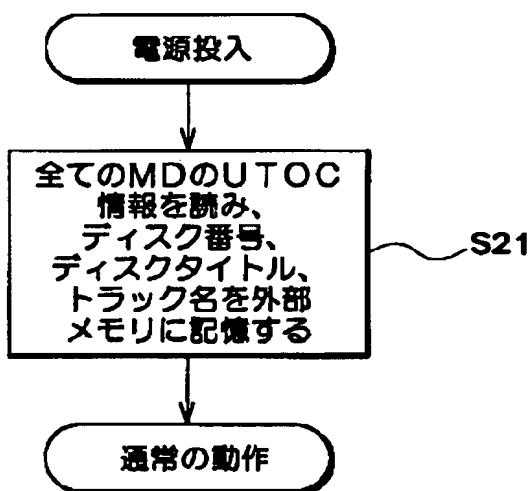 電源投入
全てのMDのUTOC
情報を読み、
ディスク番号、
ディスクタイトル、
トラック名を外部
メモリに記憶する
S21
通常の動作